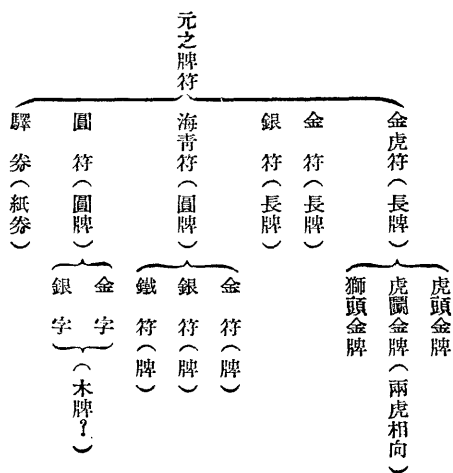 元之牌符
金虎符（長牌）
虎頭金牌
虎鬭金牌（兩虎相向）
獅頭金牌
金符（長牌）
銀符（長牌）
海青符（圓牌）
金符（牌）
銀符（牌）
鐵符（牌）
圓符（圓牌）
金字
銀字
（木牌？）
驛券（紙券）